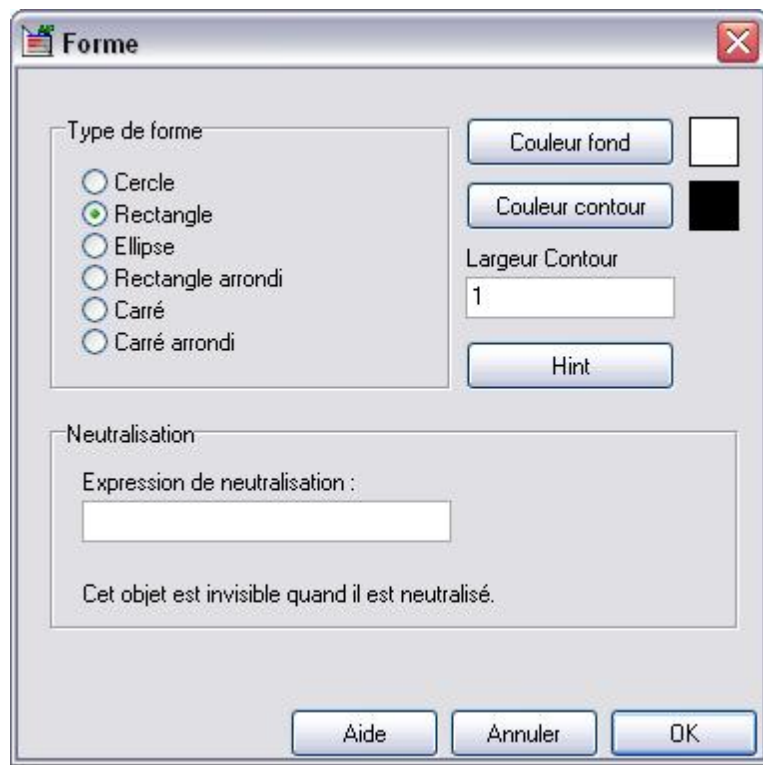 Forme
Type de forme
Cercle
Rectangle
Ellipse
Rectangle arrondi
Carré
Carré arrondi
Couleur fond
Couleur contour
Largeur Contour
1
Hint
Neutralisation
Expression de neutralisation :
Cet objet est invisible quand il est neutralisé.
Aide
Annuler
OK